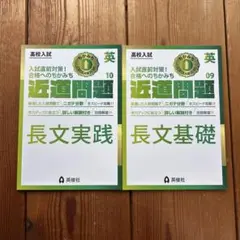 高校入試
英
10
入試直前対策!
合格へのちかみち
近道問題
長文実践
英俊社
高校入試
英
09
入試直前対策!
合格へのちかみち
近道問題
長文基礎
英俊社